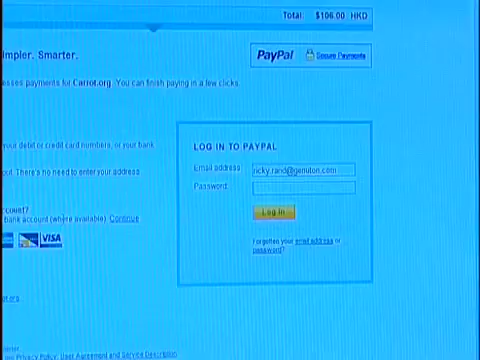 Total: $106.00 HKD
impler. Smarter.
PayPal Secure Payments
esses payments for Carrot.org. You can finish paying in a few clicks.
your debit or credit card numbers, or your bank
LOG IN TO PAYPAL
Email address: ricky.rand@genuton.com
out. There's no need to enter your address
Password:
ccount?
bank account (where available) Continue
Log In
VISA
Forgotten your email address or
password?
Privacy Policy, User Agreement and Service Description